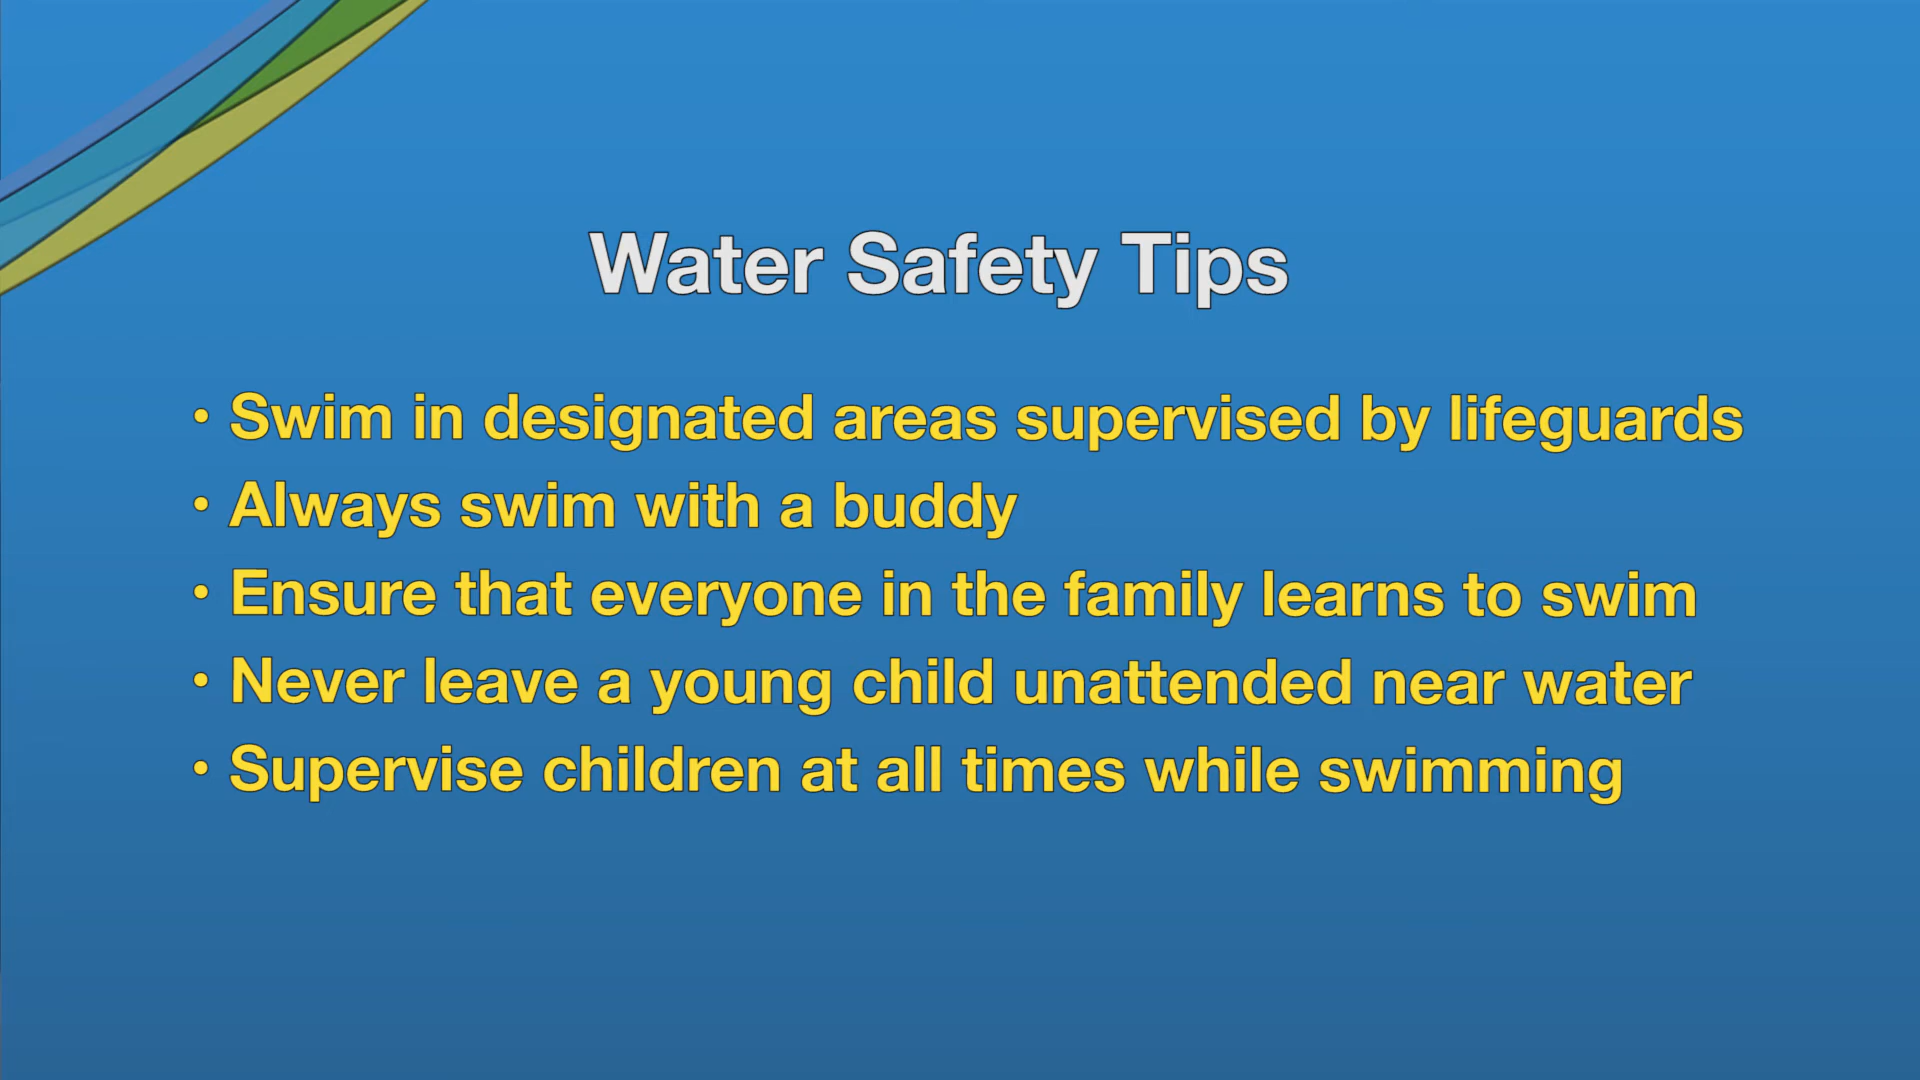 Water Safety Tips
• Swim in designated areas supervised by lifeguards
• Always swim with a buddy
• Ensure that everyone in the family learns to swim
• Never leave a young child unattended near water
• Supervise children at all times while swimming